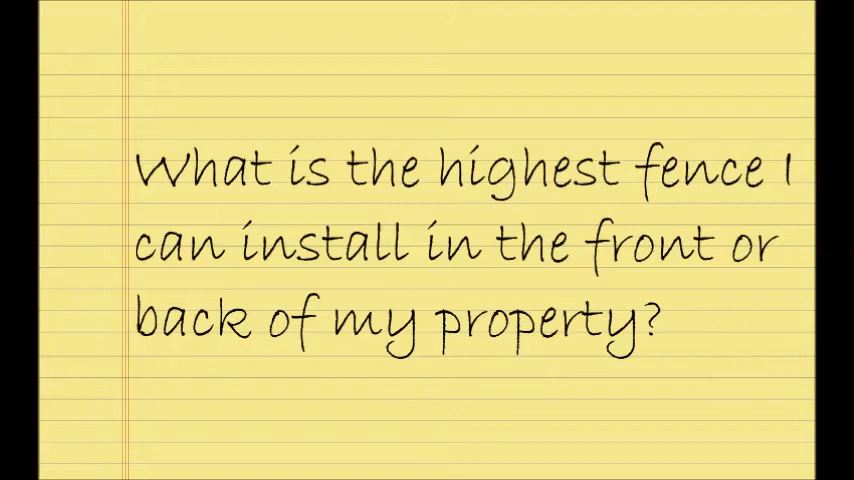 What is the highest fence I
can install in the front or
back of my property?